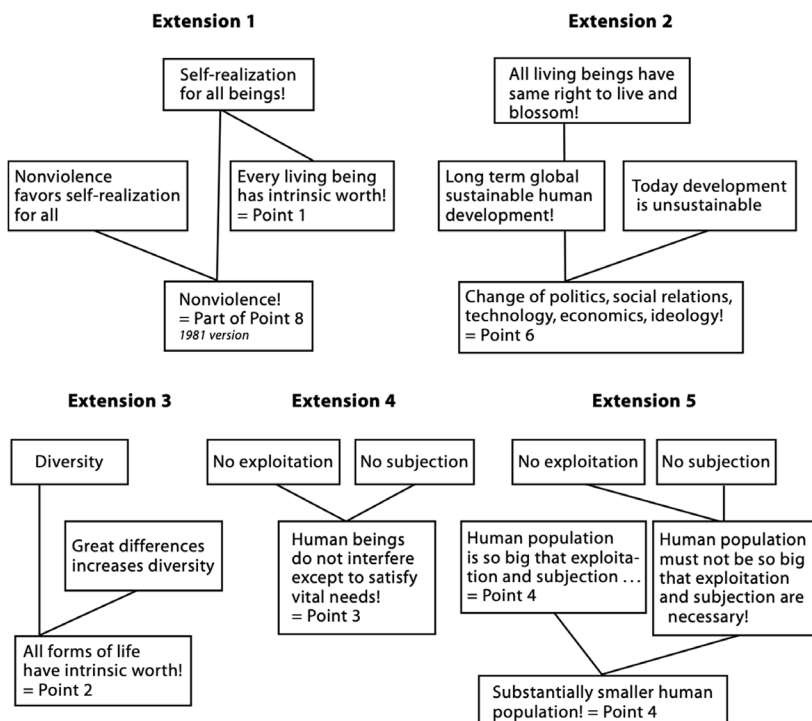 Extension 1
Self-realization
for all beings!
Nonviolence
favors self-realization
for all
Every living being
has intrinsic worth!
= Point 1
Nonviolence!
= Part of Point 8
1981 version
Extension 2
All living beings have
same right to live and
blossom!
Long term global
sustainable human
development!
Today development
is unsustainable
Change of politics, social relations,
technology, economics, ideology!
= Point 6
Extension 3
Diversity
Great differences
increases diversity
All forms of life
have intrinsic worth!
= Point 2
Extension 4
No exploitation
No subjection
Human beings
do not interfere
except to satisfy
vital needs!
= Point 3
Extension 5
No exploitation
No subjection
Human population
is so big that exploita-
tion and subjection ...
= Point 4
Human population
must not be so big
that exploitation
and subjection are
necessary!
Substantially smaller human
population! = Point 4